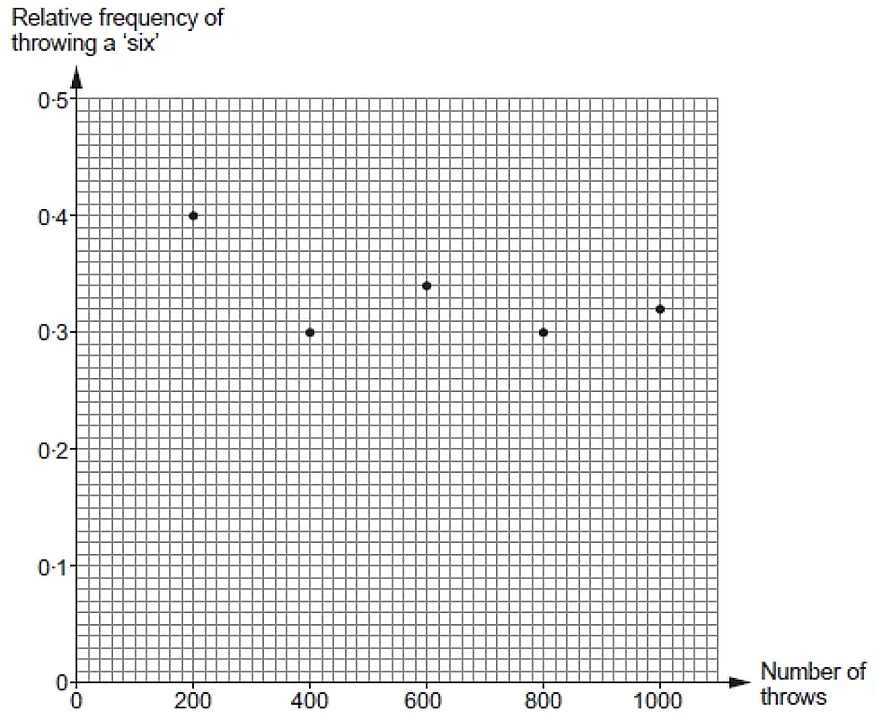 Relative frequency of
throwing a ‘six’
0·5
0·4
0·3
0·2
0·1
0
0 200 400 600 800 1000
Number of
throws